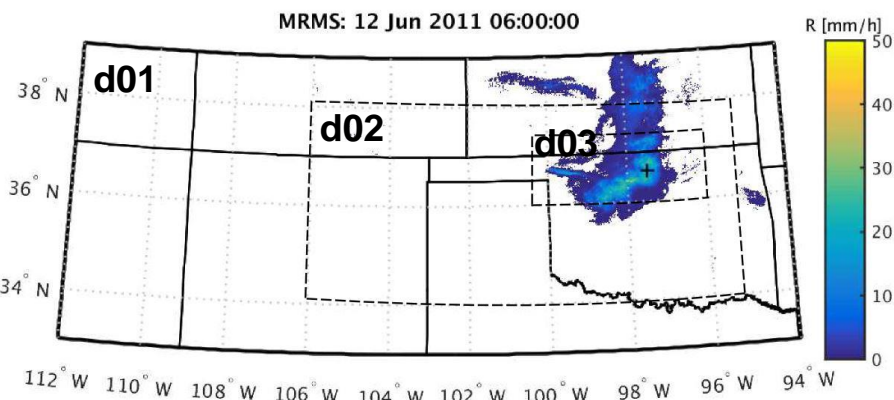 MRMS: 12 Jun 2011 06:00:00
R [mm/h]
50
40
30
20
10
0
d01
d02
d03
38° N
36° N
34° N
112° W 110° W 108° W 106° W 104° W 102° W 100° W 98° W 96° W 94° W